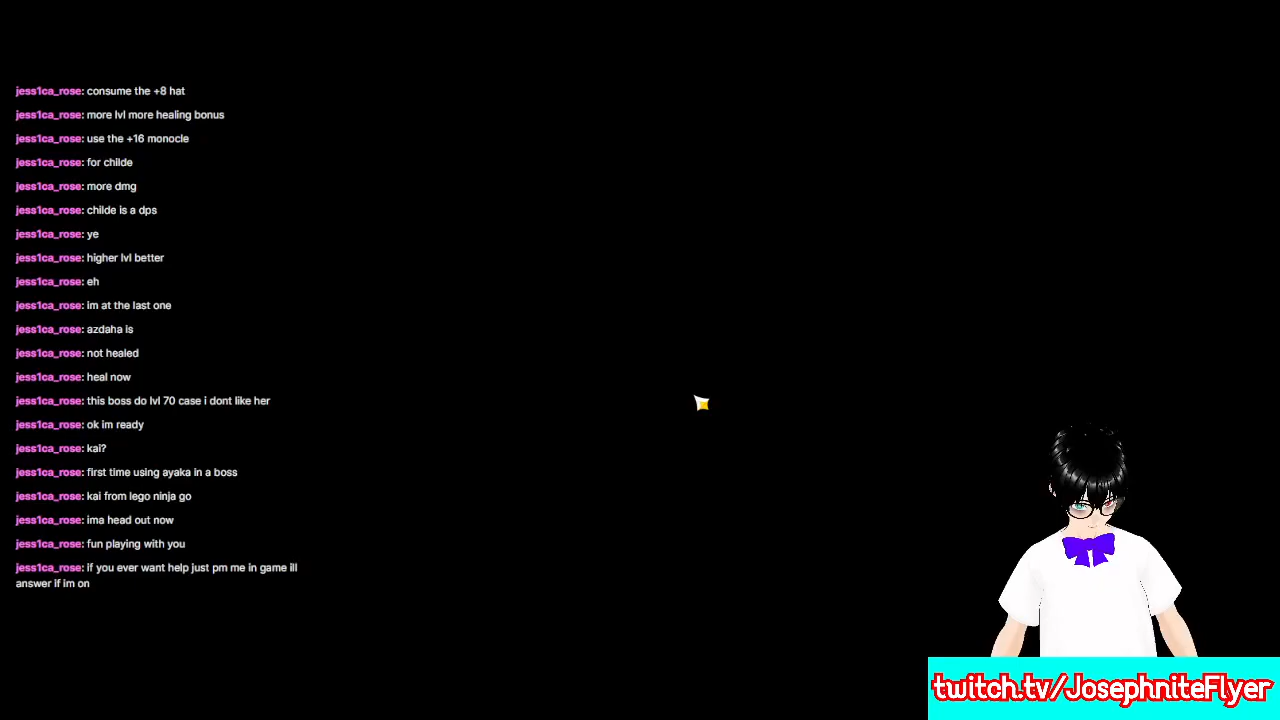 jess1ca_rose: consume the +8 hat
jess1ca_rose: more lvl more healing bonus
jess1ca_rose: use the +16 monocle
jess1ca_rose: for childe
jess1ca_rose: more dmg
jess1ca_rose: childe is a dps
jess1ca_rose: ye
jess1ca_rose: higher lvl better
jess1ca_rose: eh
jess1ca_rose: im at the last one
jess1ca_rose: azdaha is
jess1ca_rose: not healed
jess1ca_rose: heal now
jess1ca_rose: this boss do lvl 70 case i dont like her
jess1ca_rose: ok im ready
jess1ca_rose: kai?
jess1ca_rose: first time using ayaka in a boss
jess1ca_rose: kai from lego ninja go
jess1ca_rose: ima head out now
jess1ca_rose: fun playing with you
jess1ca_rose: if you ever want help just pm me in game ill
answer if im on
twitch.tv/JosephniteFlyer